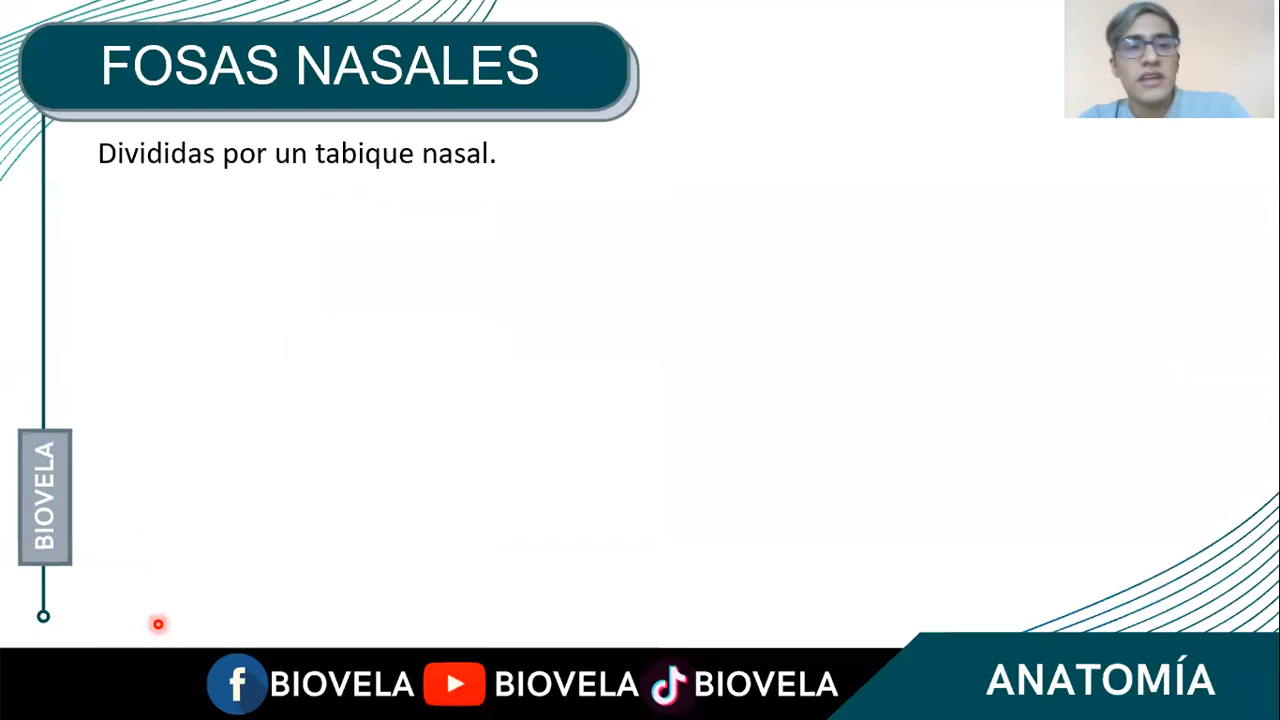 FOSAS NASALES
Divididas por un tabique nasal.
BIOVELA
BIOVELA BIOVELA BIOVELA
ANATOMÍA